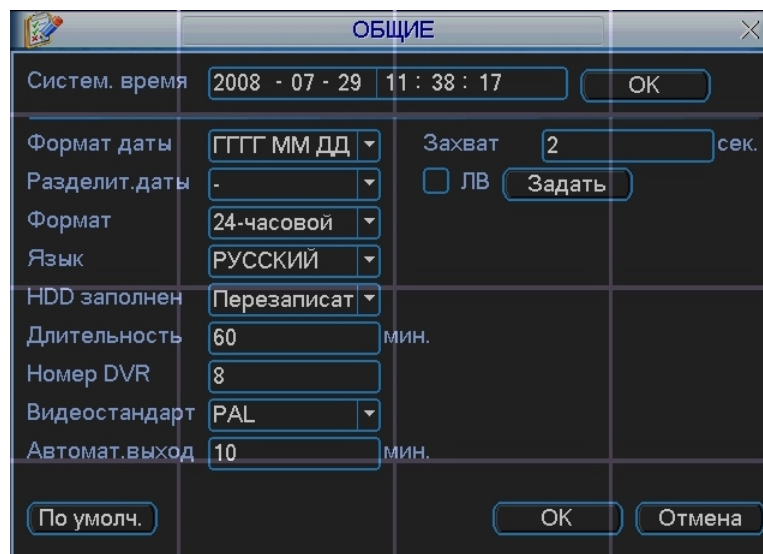 ОБЩИЕ
Систем. время 2008 - 07 - 29 11 : 38 : 17 OK
Формат даты ГГГГ ММ ДД Захват 2 сек.
Разделит.даты - ЛВ Задать
Формат 24-часовой
Язык РУССКИЙ
HDD заполнен Перезаписат
Длительность 60 мин.
Номер DVR 8
Видеостандарт PAL
Автомат.выход 10 мин.
По умолч. OK Отмена